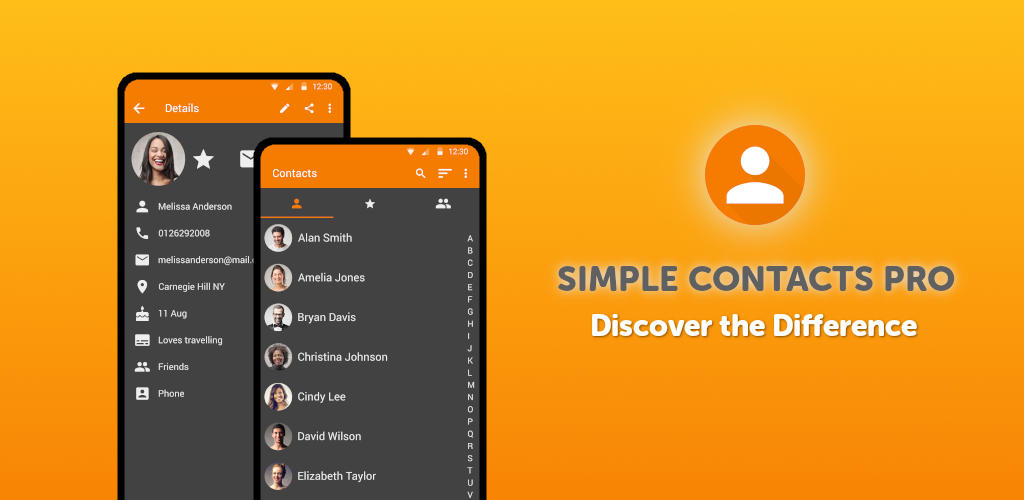 12:30
Details
Melissa Anderson
0126292008
melissanderson@mail.
Carnegie Hill NY
11 Aug
Loves travelling
Friends
Phone
12:30
Contacts
Alan Smith
Amelia Jones
Bryan Davis
Christina Johnson
Cindy Lee
David Wilson
Elizabeth Taylor
A
B
C
D
E
F
G
H
I
J
K
L
M
N
O
P
Q
R
S
T
U
V
SIMPLE CONTACTS PRO
Discover the Difference